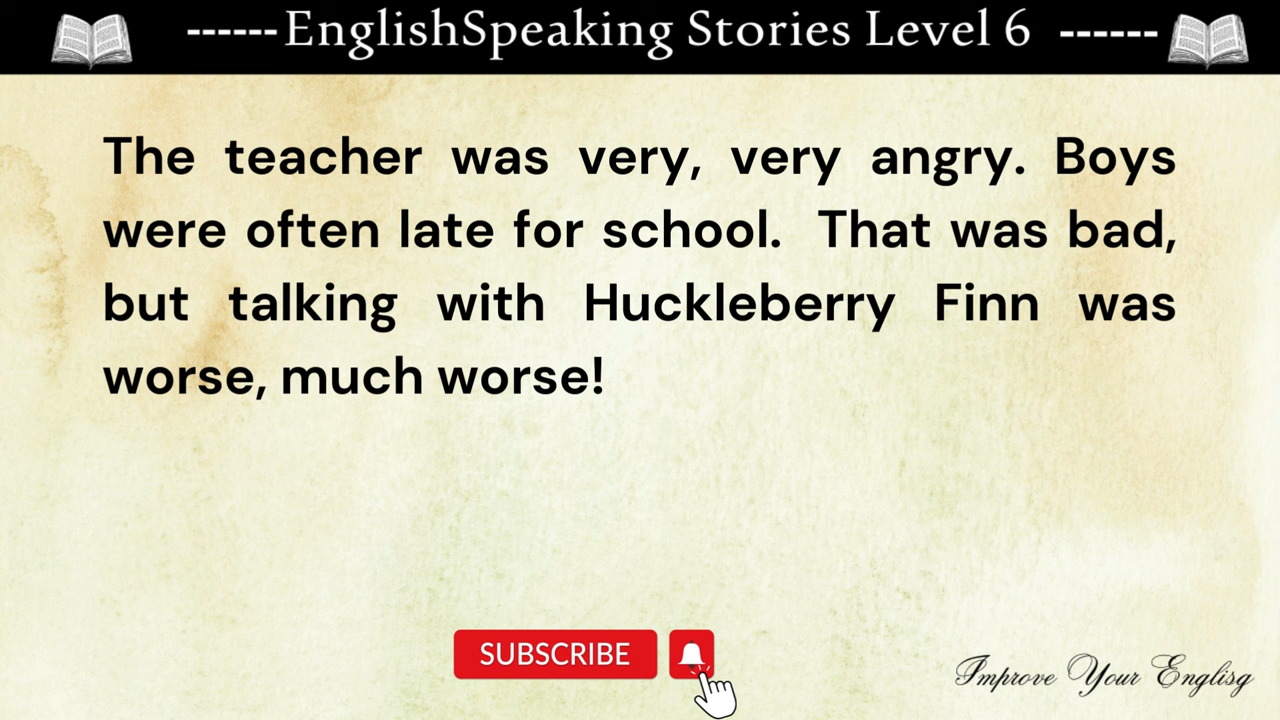 ------EnglishSpeaking Stories Level 6 ------
The teacher was very, very angry. Boys
were often late for school. That was bad,
but talking with Huckleberry Finn was
worse, much worse!
SUBSCRIBE
Improve Your Englisg